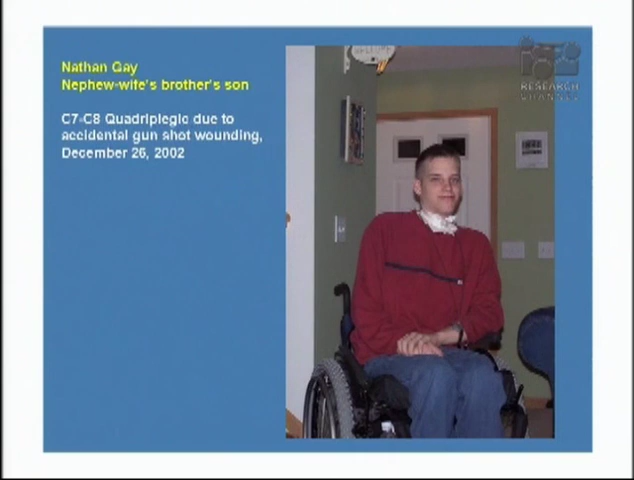 Nathan Gay
Nephew-wife's brother's son
C7-C8 Quadriplegic due to
accidental gun shot wounding,
December 26, 2002
RESEARCH
CHANNEL